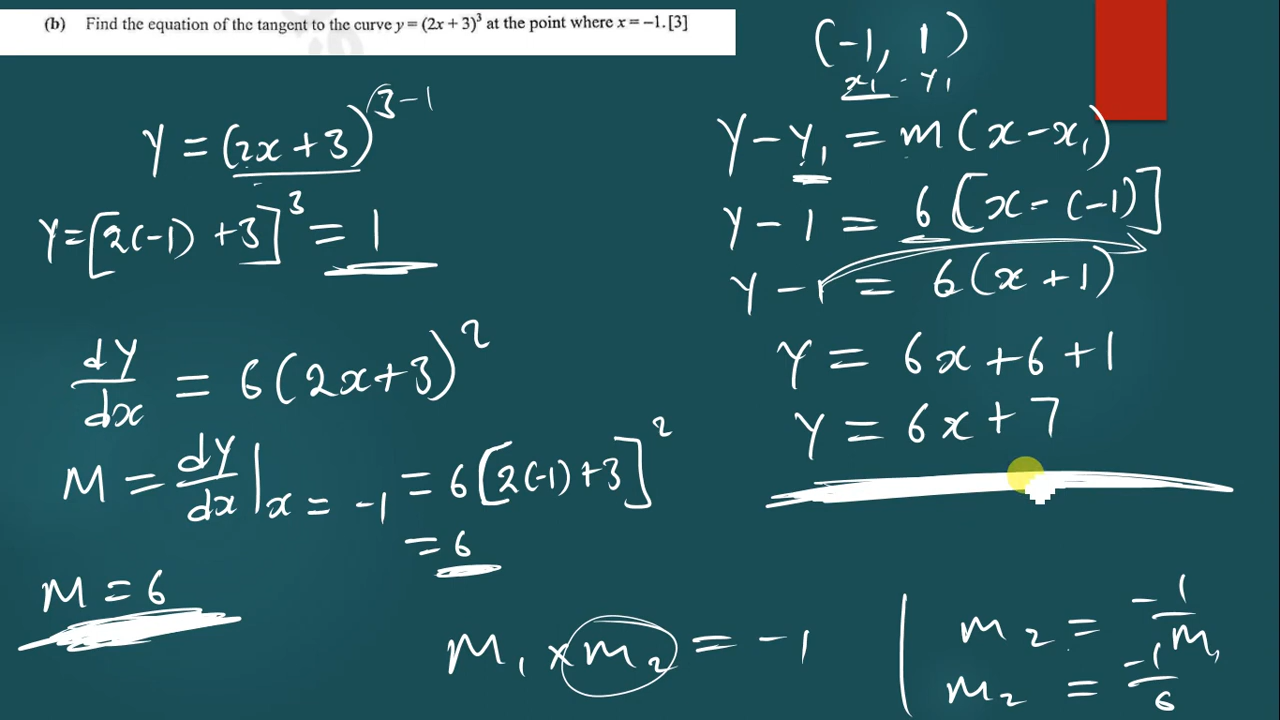 (b) Find the equation of the tangent to the curve y = (2x + 3)³ at the point where x = −1. [3]
y = (2x + 3)^(3−1)
y = [2(−1) + 3]³ = 1
dy/dx = 6(2x+3)²
M = dy/dx | x = −1 = 6[2(−1)+3]²
= 6
M = 6
(−1, 1)
x₁ , y₁
y − y₁ = m(x − x₁)
y − 1 = 6[x − (−1)]
y − 1 = 6(x + 1)
y = 6x + 6 + 1
y = 6x + 7
M₁ × m₂ = −1
m₂ = −1/M₁
m₂ = −1/6